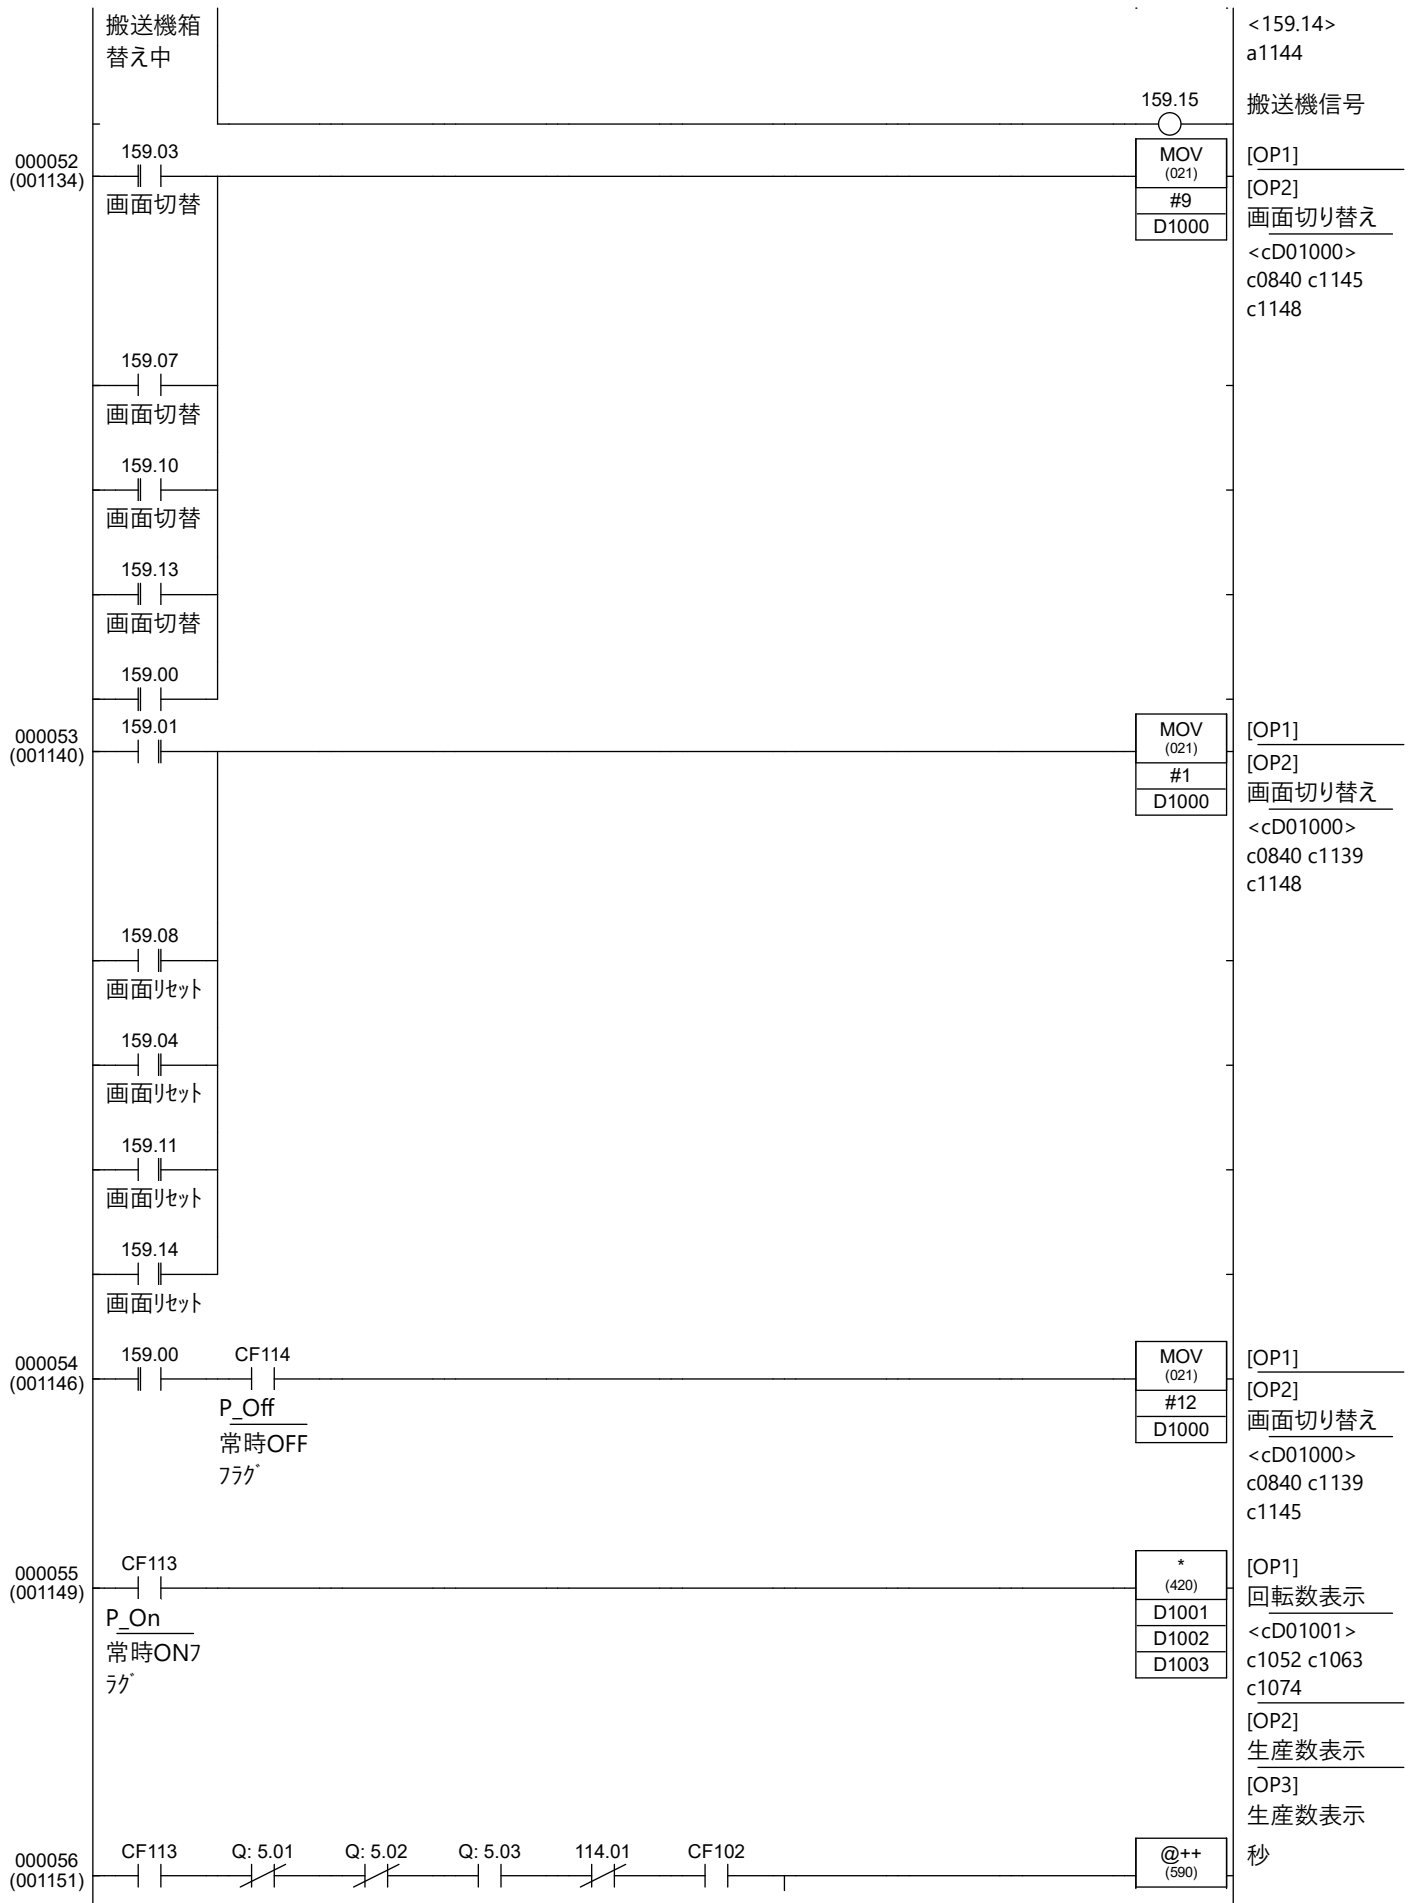 搬送機箱
替え中
<159.14>
a1144
159.15
搬送機信号
000052
(001134)
159.03
画面切替
MOV
(021)
#9
D1000
[OP1]
[OP2]
画面切り替え
<cD01000>
c0840 c1145
c1148
159.07
画面切替
159.10
画面切替
159.13
画面切替
159.00
000053
(001140)
159.01
MOV
(021)
#1
D1000
[OP1]
[OP2]
画面切り替え
<cD01000>
c0840 c1139
c1148
159.08
画面ﾘｾｯﾄ
159.04
画面ﾘｾｯﾄ
159.11
画面ﾘｾｯﾄ
159.14
画面ﾘｾｯﾄ
000054
(001146)
159.00
CF114
P_Off
常時OFF
ﾌﾗｸﾞ
MOV
(021)
#12
D1000
[OP1]
[OP2]
画面切り替え
<cD01000>
c0840 c1139
c1145
000055
(001149)
CF113
P_On
常時ONﾌ
ﾗｸﾞ
*
(420)
D1001
D1002
D1003
[OP1]
回転数表示
<cD01001>
c1052 c1063
c1074
[OP2]
生産数表示
[OP3]
生産数表示
000056
(001151)
CF113
Q: 5.01
Q: 5.02
Q: 5.03
114.01
CF102
@++
(590)
秒